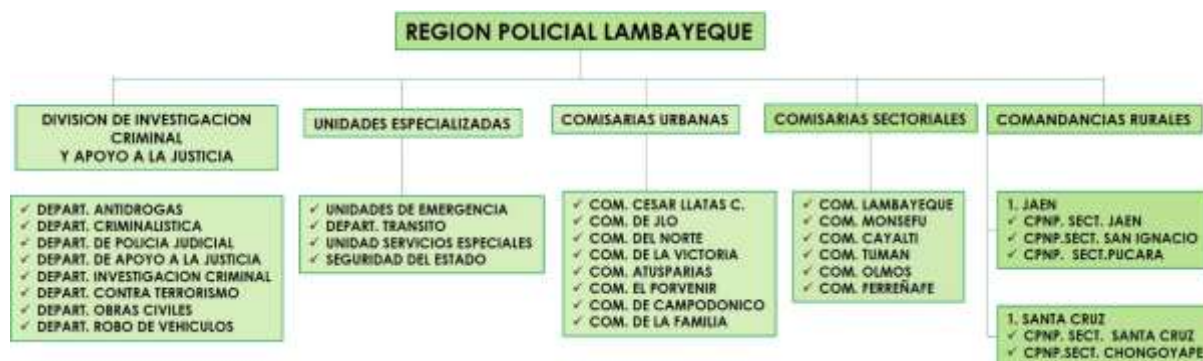 REGION POLICIAL LAMBAYEQUE
DIVISION DE INVESTIGACION
CRIMINAL
Y APOYO A LA JUSTICIA
✓ DEPART. ANTIDROGAS
✓ DEPART. CRIMINALISTICA
✓ DEPART. DE POLICIA JUDICIAL
✓ DEPART. DE APOYO A LA JUSTICIA
✓ DEPART. INVESTIGACION CRIMINAL
✓ DEPART. CONTRA TERRORISMO
✓ DEPART. OBRAS CIVILES
✓ DEPART. ROBO DE VEHICULOS
UNIDADES ESPECIALIZADAS
✓ UNIDADES DE EMERGENCIA
✓ DEPART. TRANSITO
✓ UNIDAD SERVICIOS ESPECIALES
✓ SEGURIDAD DEL ESTADO
COMISARIAS URBANAS
✓ COM. CESAR LLATAS C.
✓ COM. DE JLO
✓ COM. DEL NORTE
✓ COM. DE LA VICTORIA
✓ COM. ATUSPARIAS
✓ COM. EL PORVENIR
✓ COM. DE CAMPODONICO
✓ COM. DE LA FAMILIA
COMISARIAS SECTORIALES
✓ COM. LAMBAYEQUE
✓ COM. MONSEFU
✓ COM. CAYALTI
✓ COM. TUMAN
✓ COM. OLMOS
✓ COM. FERREÑAFE
COMANDANCIAS RURALES
1. JAEN
✓ CPNP. SECT. JAEN
✓ CPNP.SECT. SAN IGNACIO
✓ CPNP. SECT.PUCARA
1. SANTA CRUZ
✓ CPNP. SECT. SANTA CRUZ
✓ CPNP.SECT. CHONGOYAPE